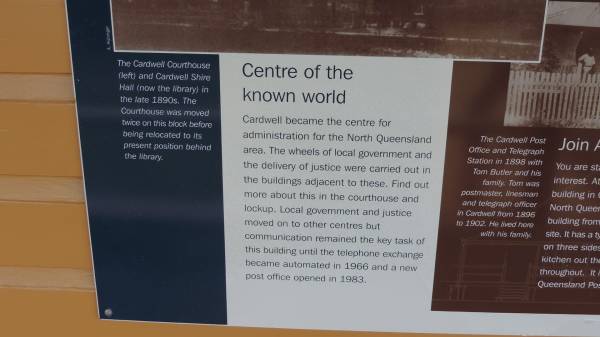 The Cardwell Courthouse
(left) and Cardwell Shire
Hall (now the library) in
the late 1890s. The
Courthouse was moved
twice on this block before
being relocated to its
present position behind
the library.
Centre of the
known world
Cardwell became the centre for
administration for the North Queensland
area. The wheels of local government and
the delivery of justice were carried out in
the buildings adjacent to these. Find out
more about this in the courthouse and
lockup. Local government and justice
moved on to other centres but
communication remained the key task of
this building until the telephone exchange
became automated in 1966 and a new
post office opened in 1983.
The Cardwell Post
Office and Telegraph
Station in 1898 with
Tom Butler and his
family. Tom was
postmaster, linesman
and telegraph officer
in Cardwell from 1896
to 1902. He lived here
with his family.
Join
You are
interest.
building in
North Queen
building from
site. It has a
on three sides
kitchen out the
throughout. It
Queensland Pos